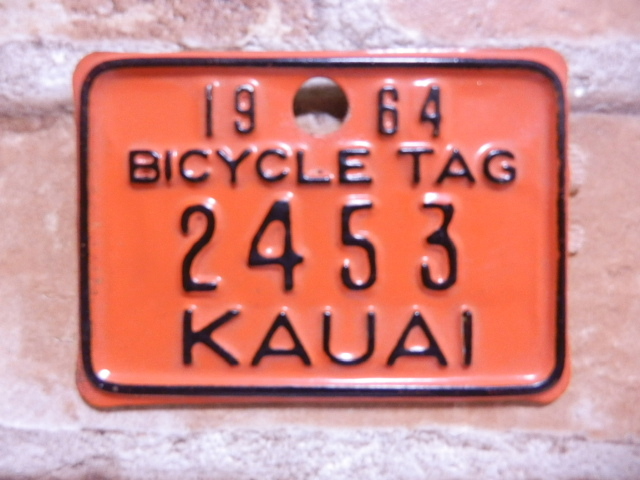 19 64
BICYCLE TAG
2453
KAUAI